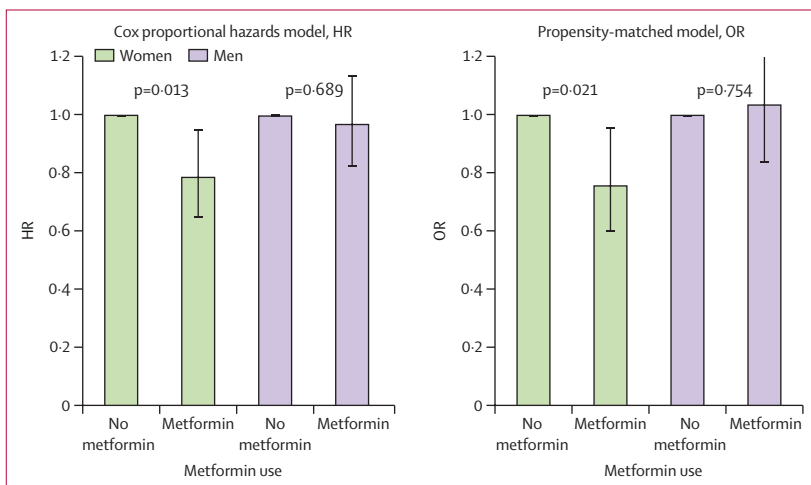 Cox proportional hazards model, HR
Women
Men
1·2
1·0
0·8
0·6
0·4
0·2
0
HR
p=0·013
p=0·689
No metformin
Metformin
No metformin
Metformin
Metformin use
Propensity-matched model, OR
1·2
1·0
0·8
0·6
0·4
0·2
0
OR
p=0·021
p=0·754
No metformin
Metformin
No metformin
Metformin
Metformin use